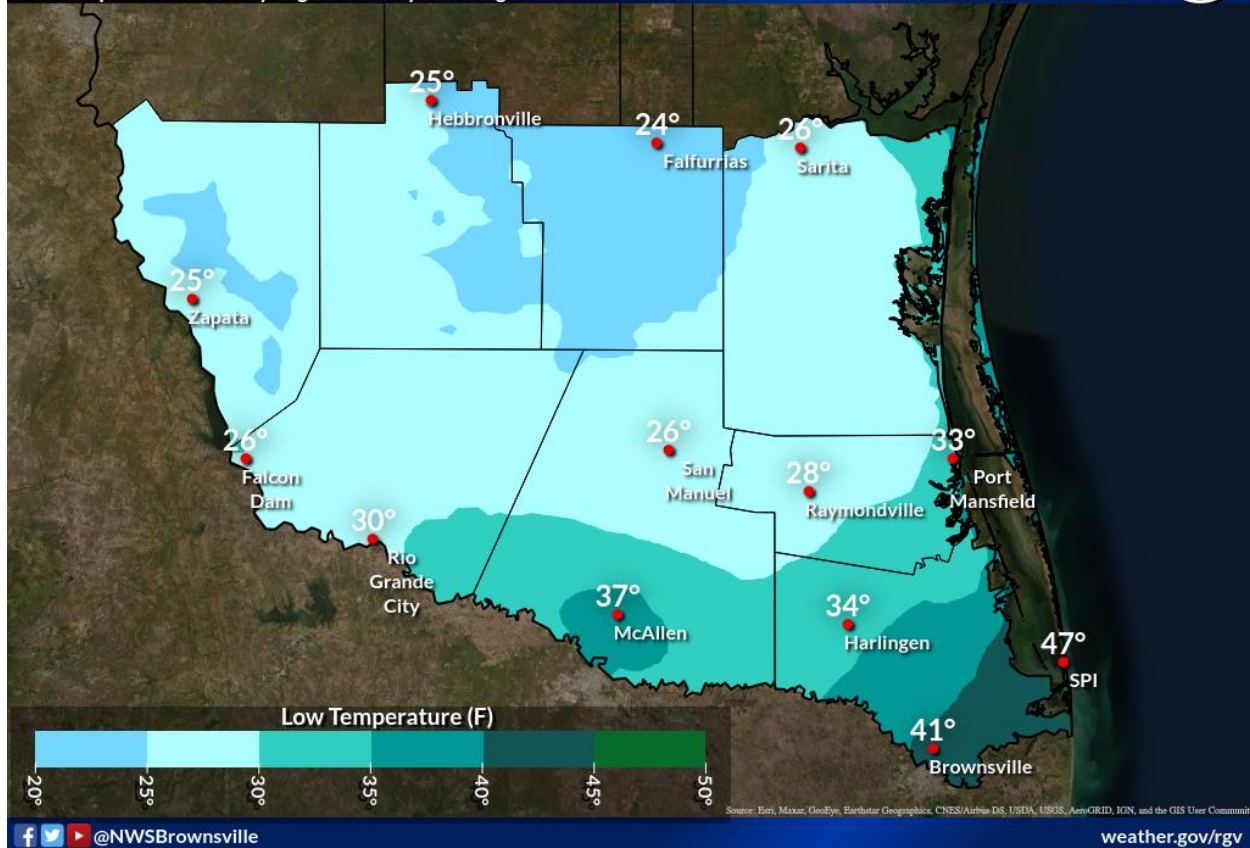 25°
Hebbronville
24°
Falfurrias
26°
Sarita
25°
Zapata
26°
Falcon
Dam
26°
San
Manuel
33°
Port
Mansfield
28°
Raymondville
30°
Rio
Grande
City
37°
McAllen
34°
Harlingen
47°
SPI
41°
Brownsville
Low Temperature (F)
20° 25° 30° 35° 40° 45° 50°
Source: Esri, Maxar, GeoEye, Earthstar Geographics, CNES/Airbus DS, USDA, USGS, AeroGRID, IGN, and the GIS User Communit
@NWSBrownsville
weather.gov/rgv